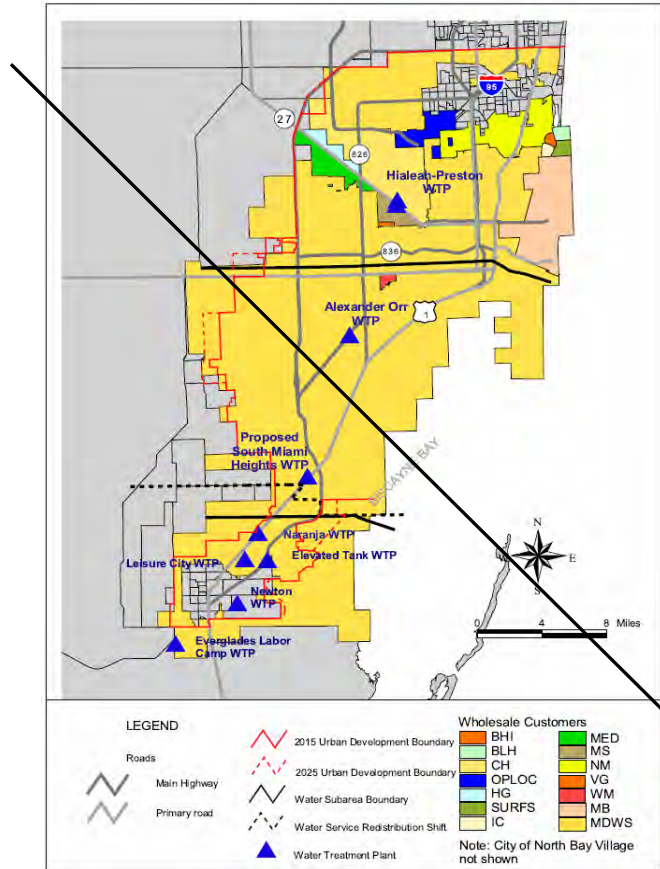 95
27
826
Hialean-Preston
WTP
836
Alexander Orr
WTP
1
Proposed
South Miami
Heights WTP
BISCAYNE BAY
Naranja WTP
Leisure City WTP
Elevated Tank WTP
Newton
WTP
Everglades Labor
Camp WTP
N
E
S
0 4 8 Miles
LEGEND
Roads
Main Highway
Primary road
2015 Urban Development Boundary
2025 Urban Development Boundary
Water Subarea Boundary
Water Service Redistribution Shift
Water Treatment Plant
Wholesale Customers
BHI
BLH
CH
OPLOC
HG
SURFS
IC
MED
MS
NM
VG
WM
MB
MDWS
Note: City of North Bay Village
not shown